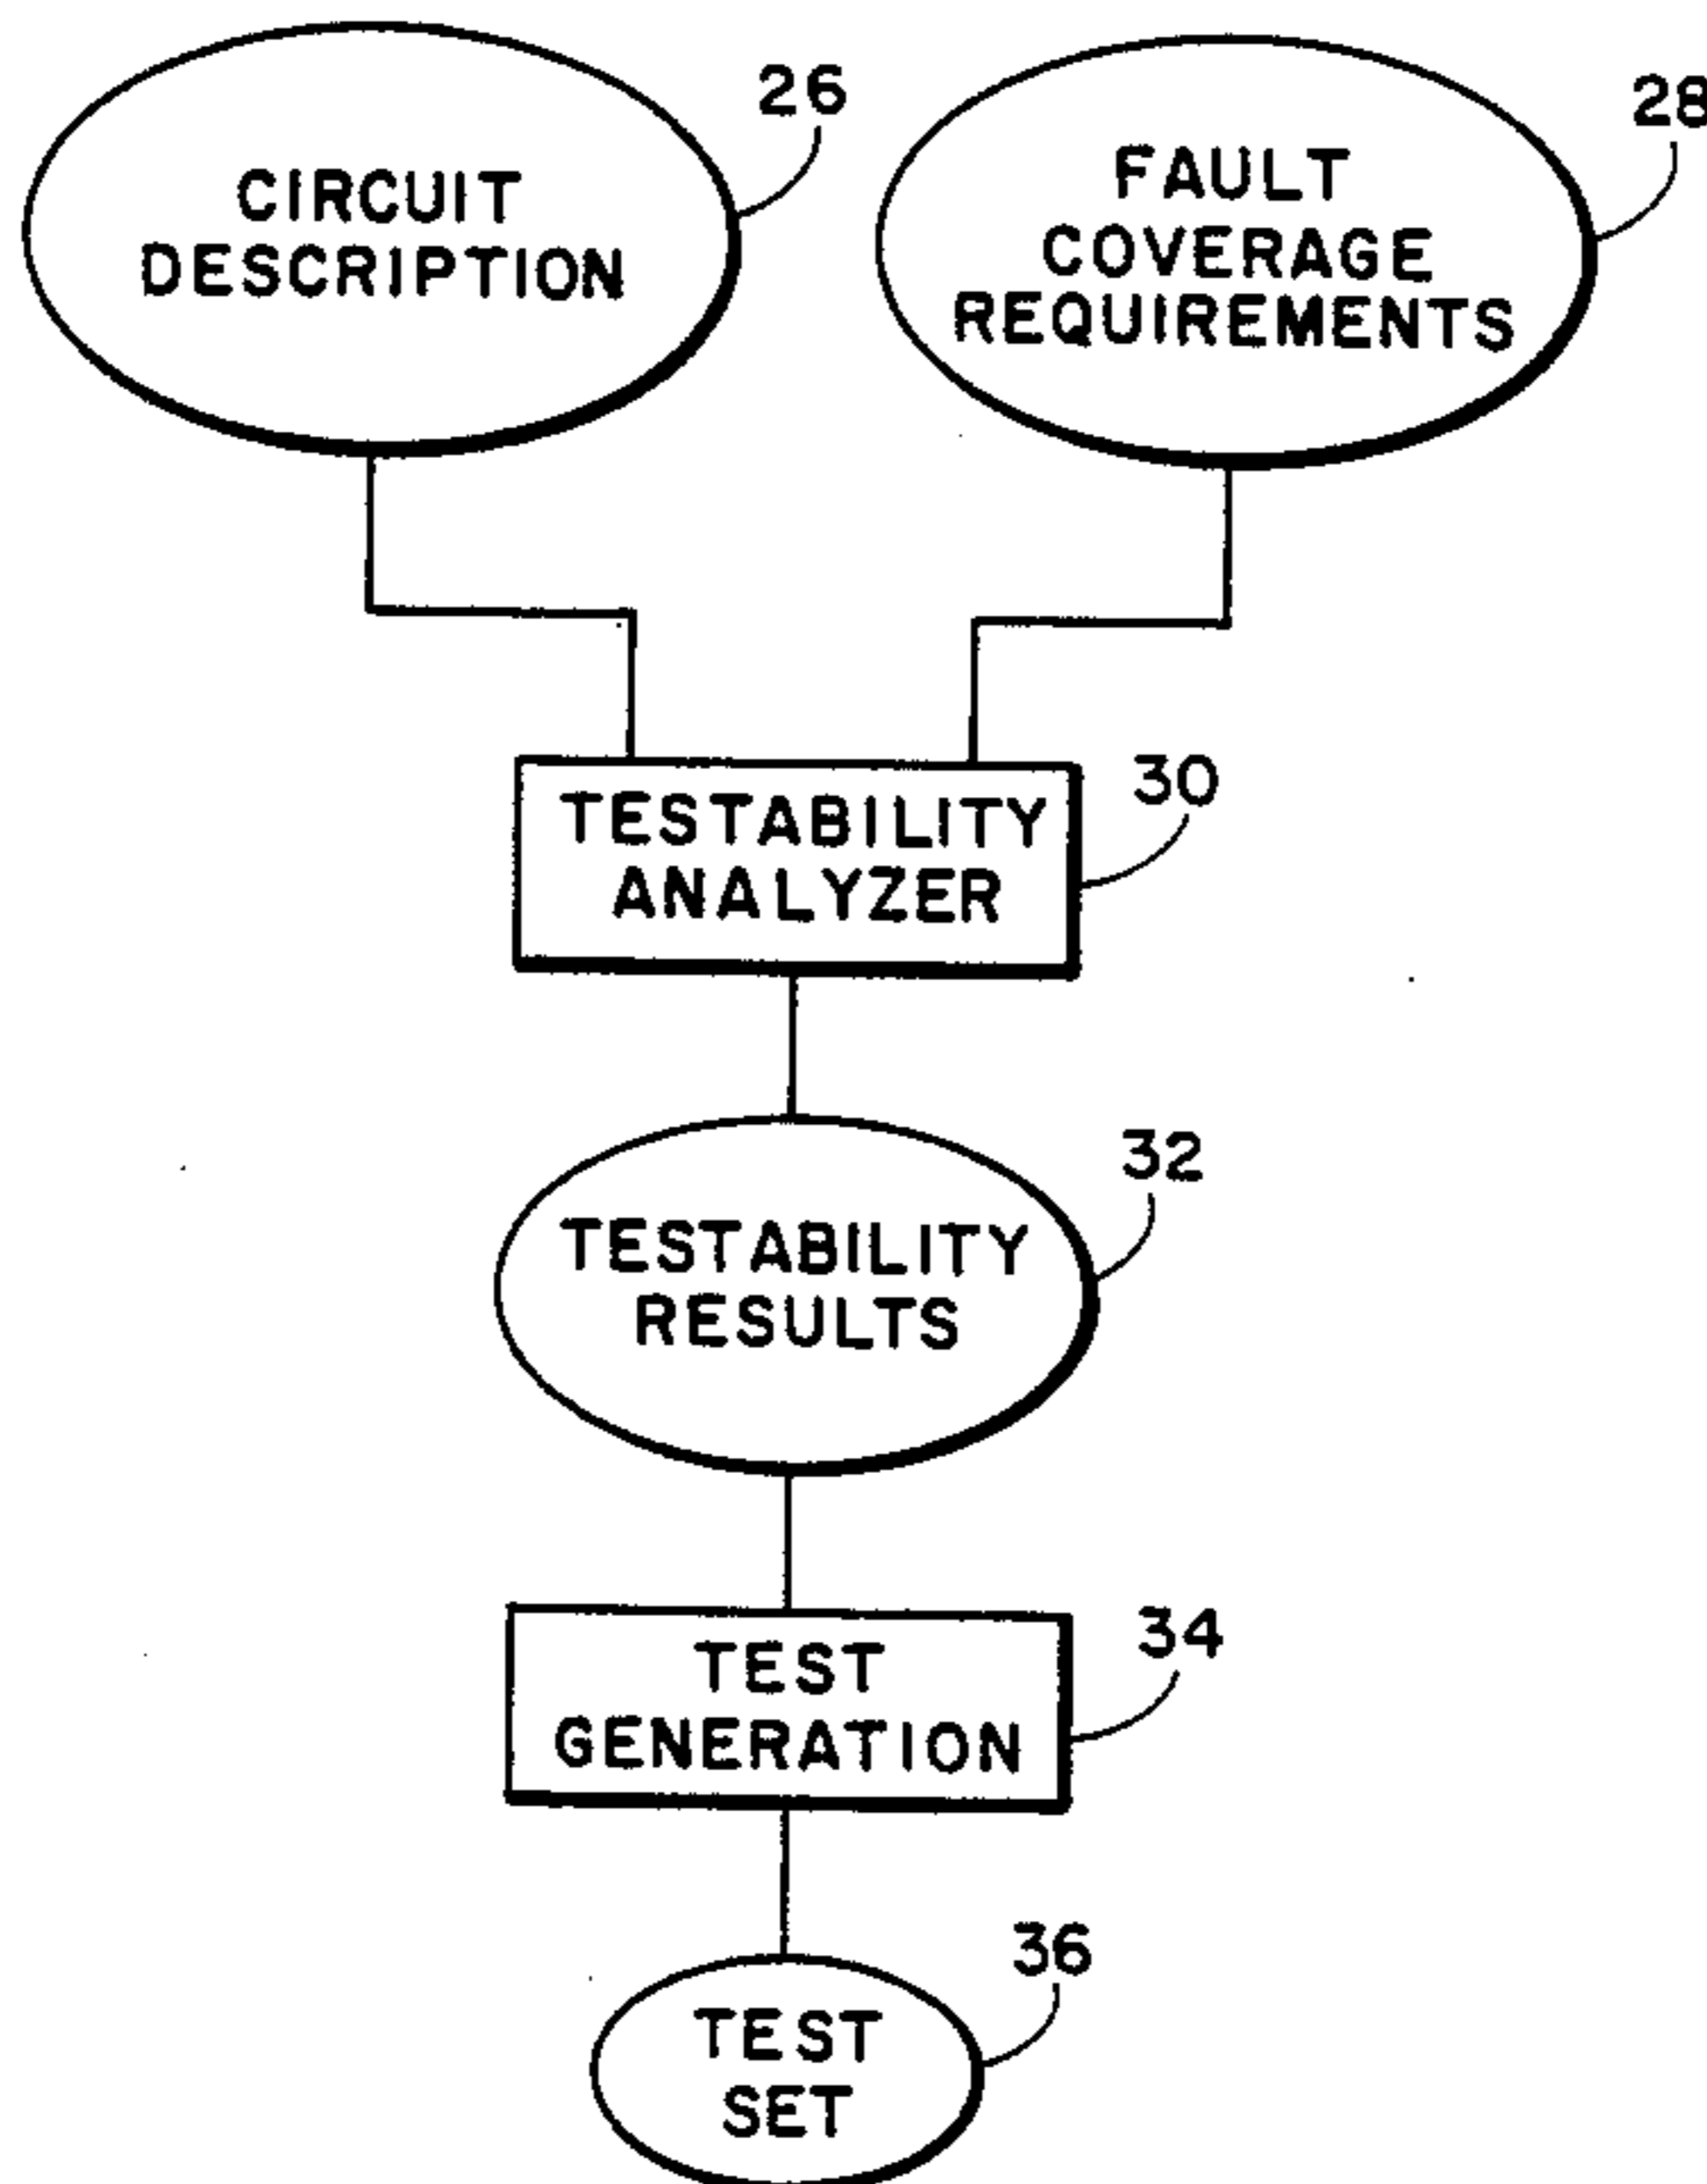 26
CIRCUIT
DESCRIPTION
28
FAULT
COVERAGE
REQUIREMENTS
30
TESTABILITY
ANALYZER
32
TESTABILITY
RESULTS
34
TEST
GENERATION
36
TEST
SET